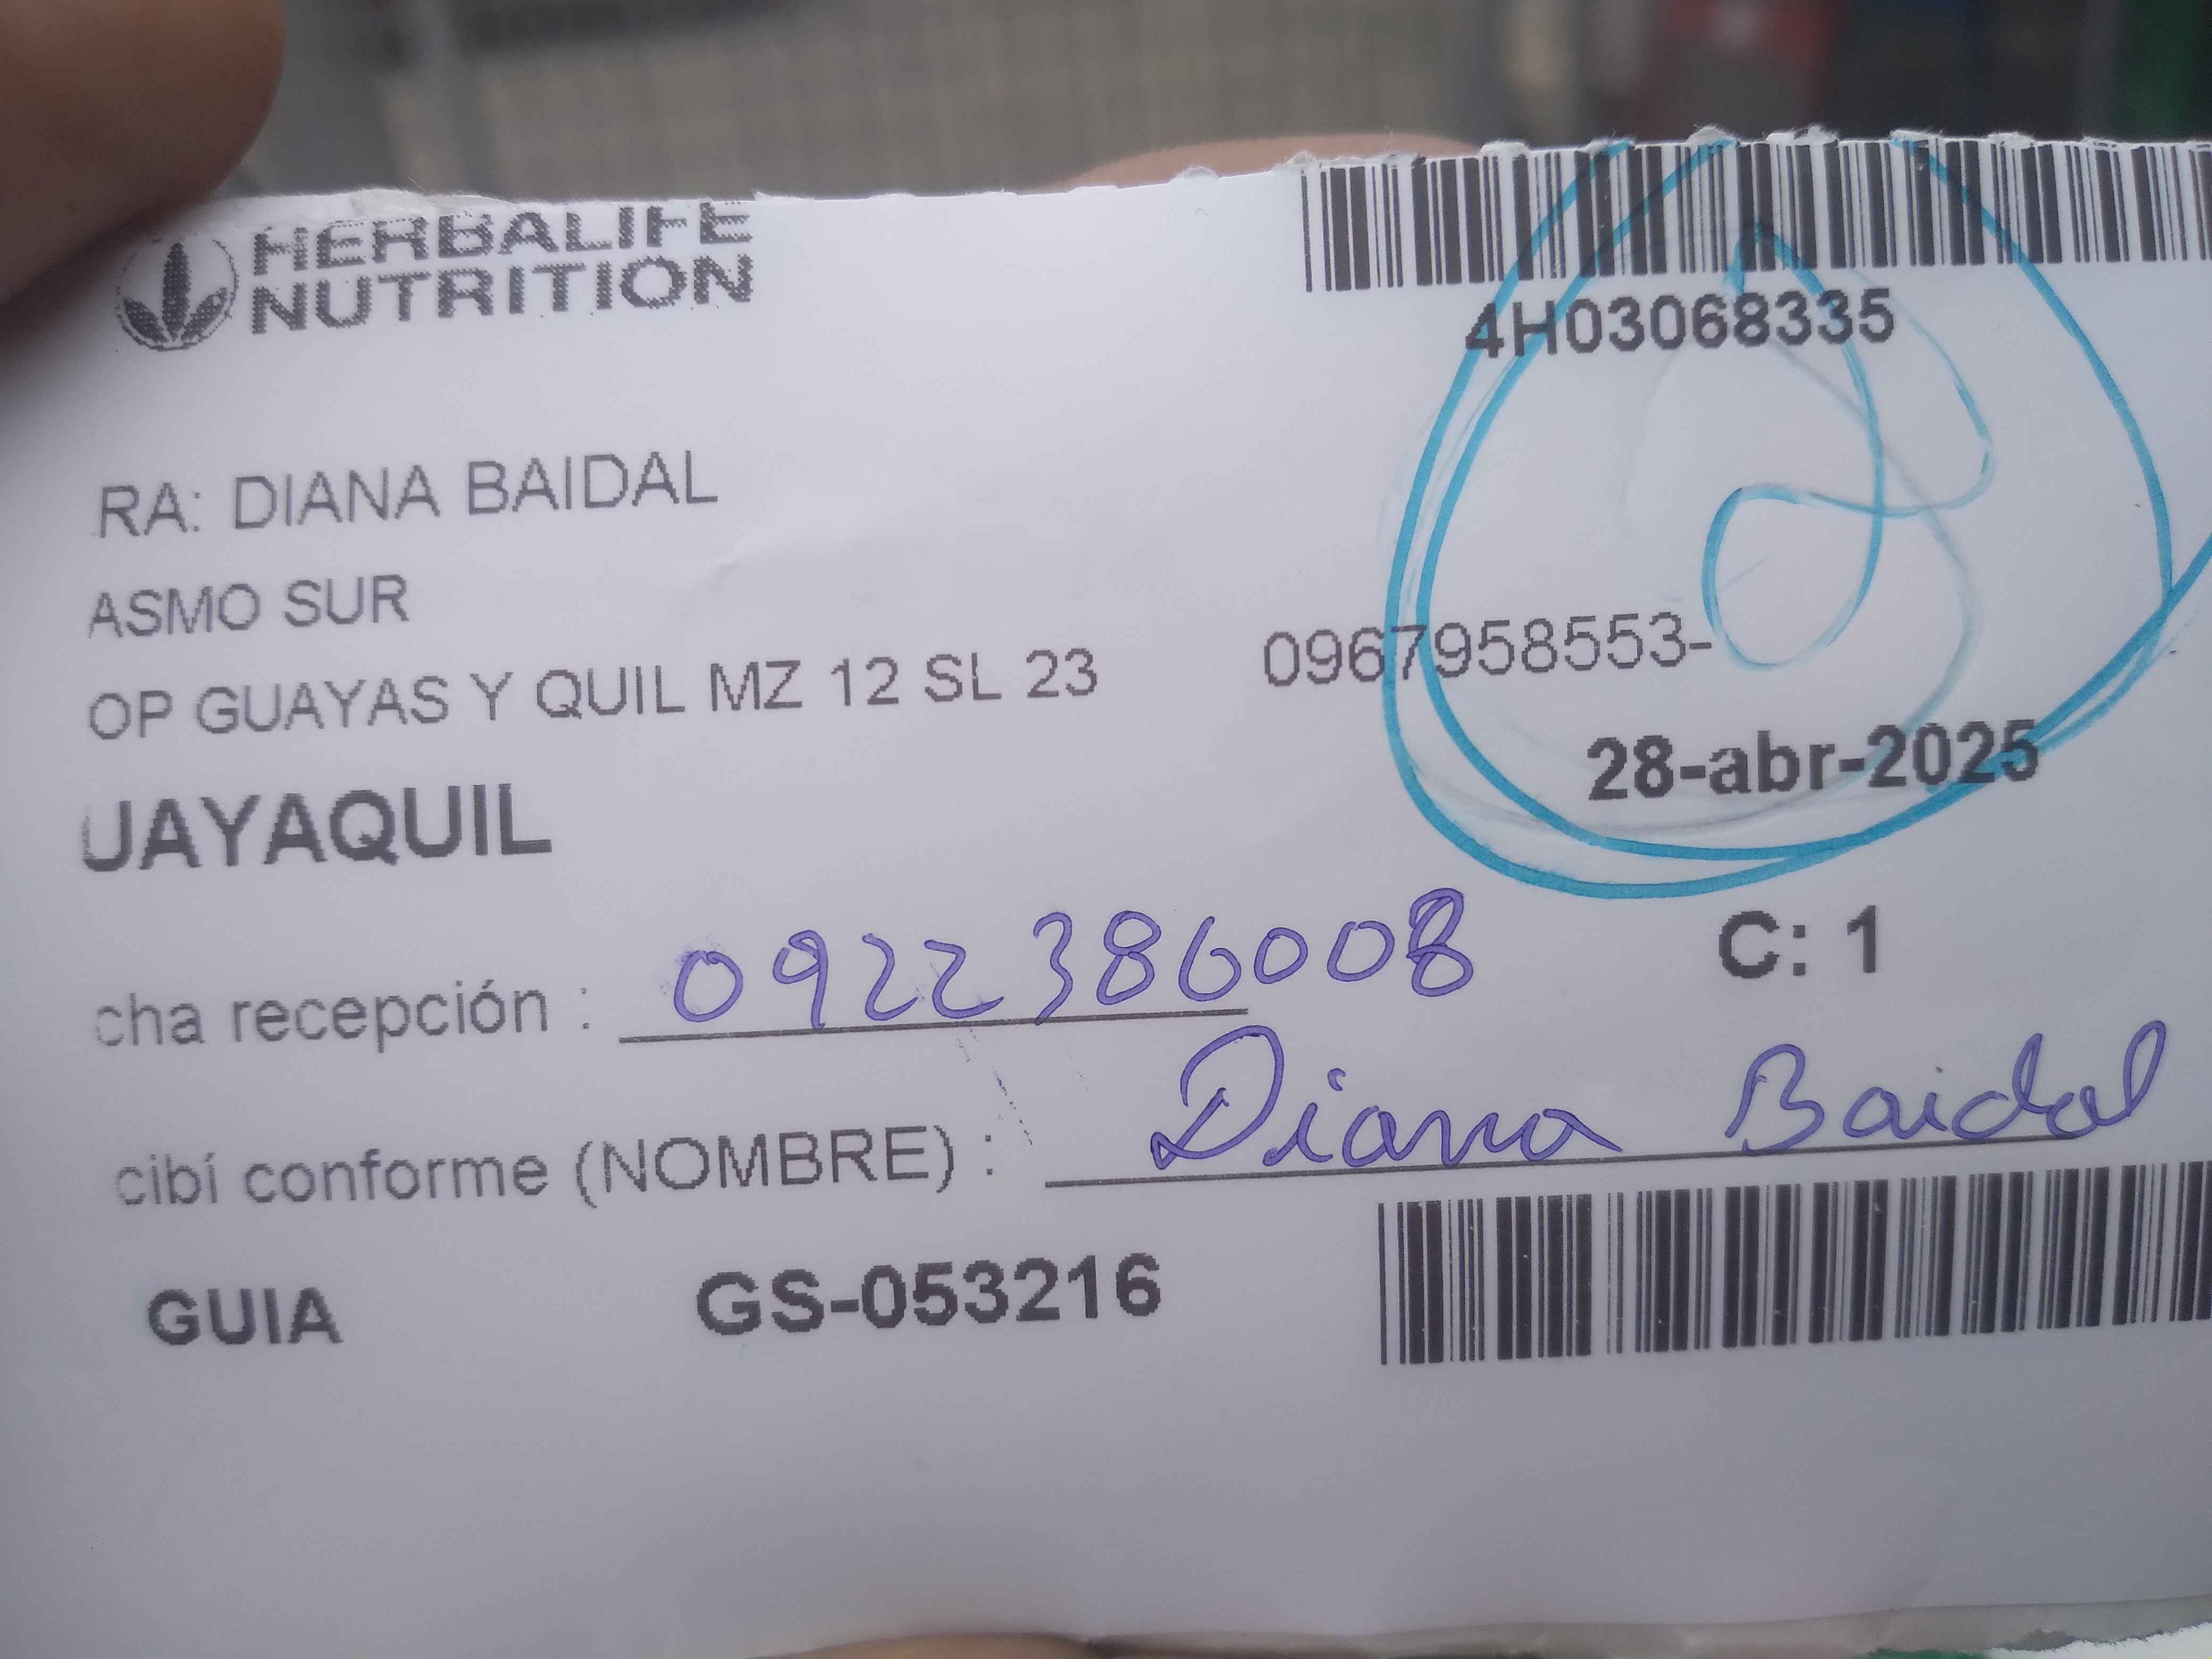 HERBALIFE
NUTRITION
4H03068335
RA: DIANA BAIDAL
ASMO SUR
OP GUAYAS Y QUIL MZ 12 SL 23 0967958553-
28-abr-2025
UAYAQUIL
C: 1
cha recepción : 0922386008
cibí conforme (NOMBRE) : Diana Baidal
GUIA GS-053216